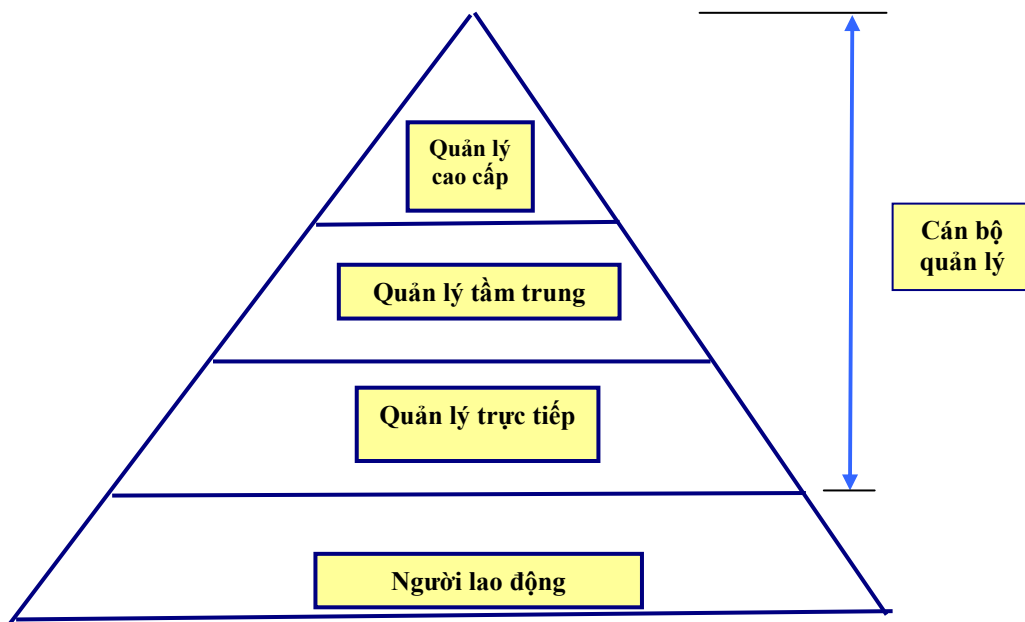 Quản lý
cao cấp
Cán bộ
quản lý
Quản lý tầm trung
Quản lý trực tiếp
Người lao động